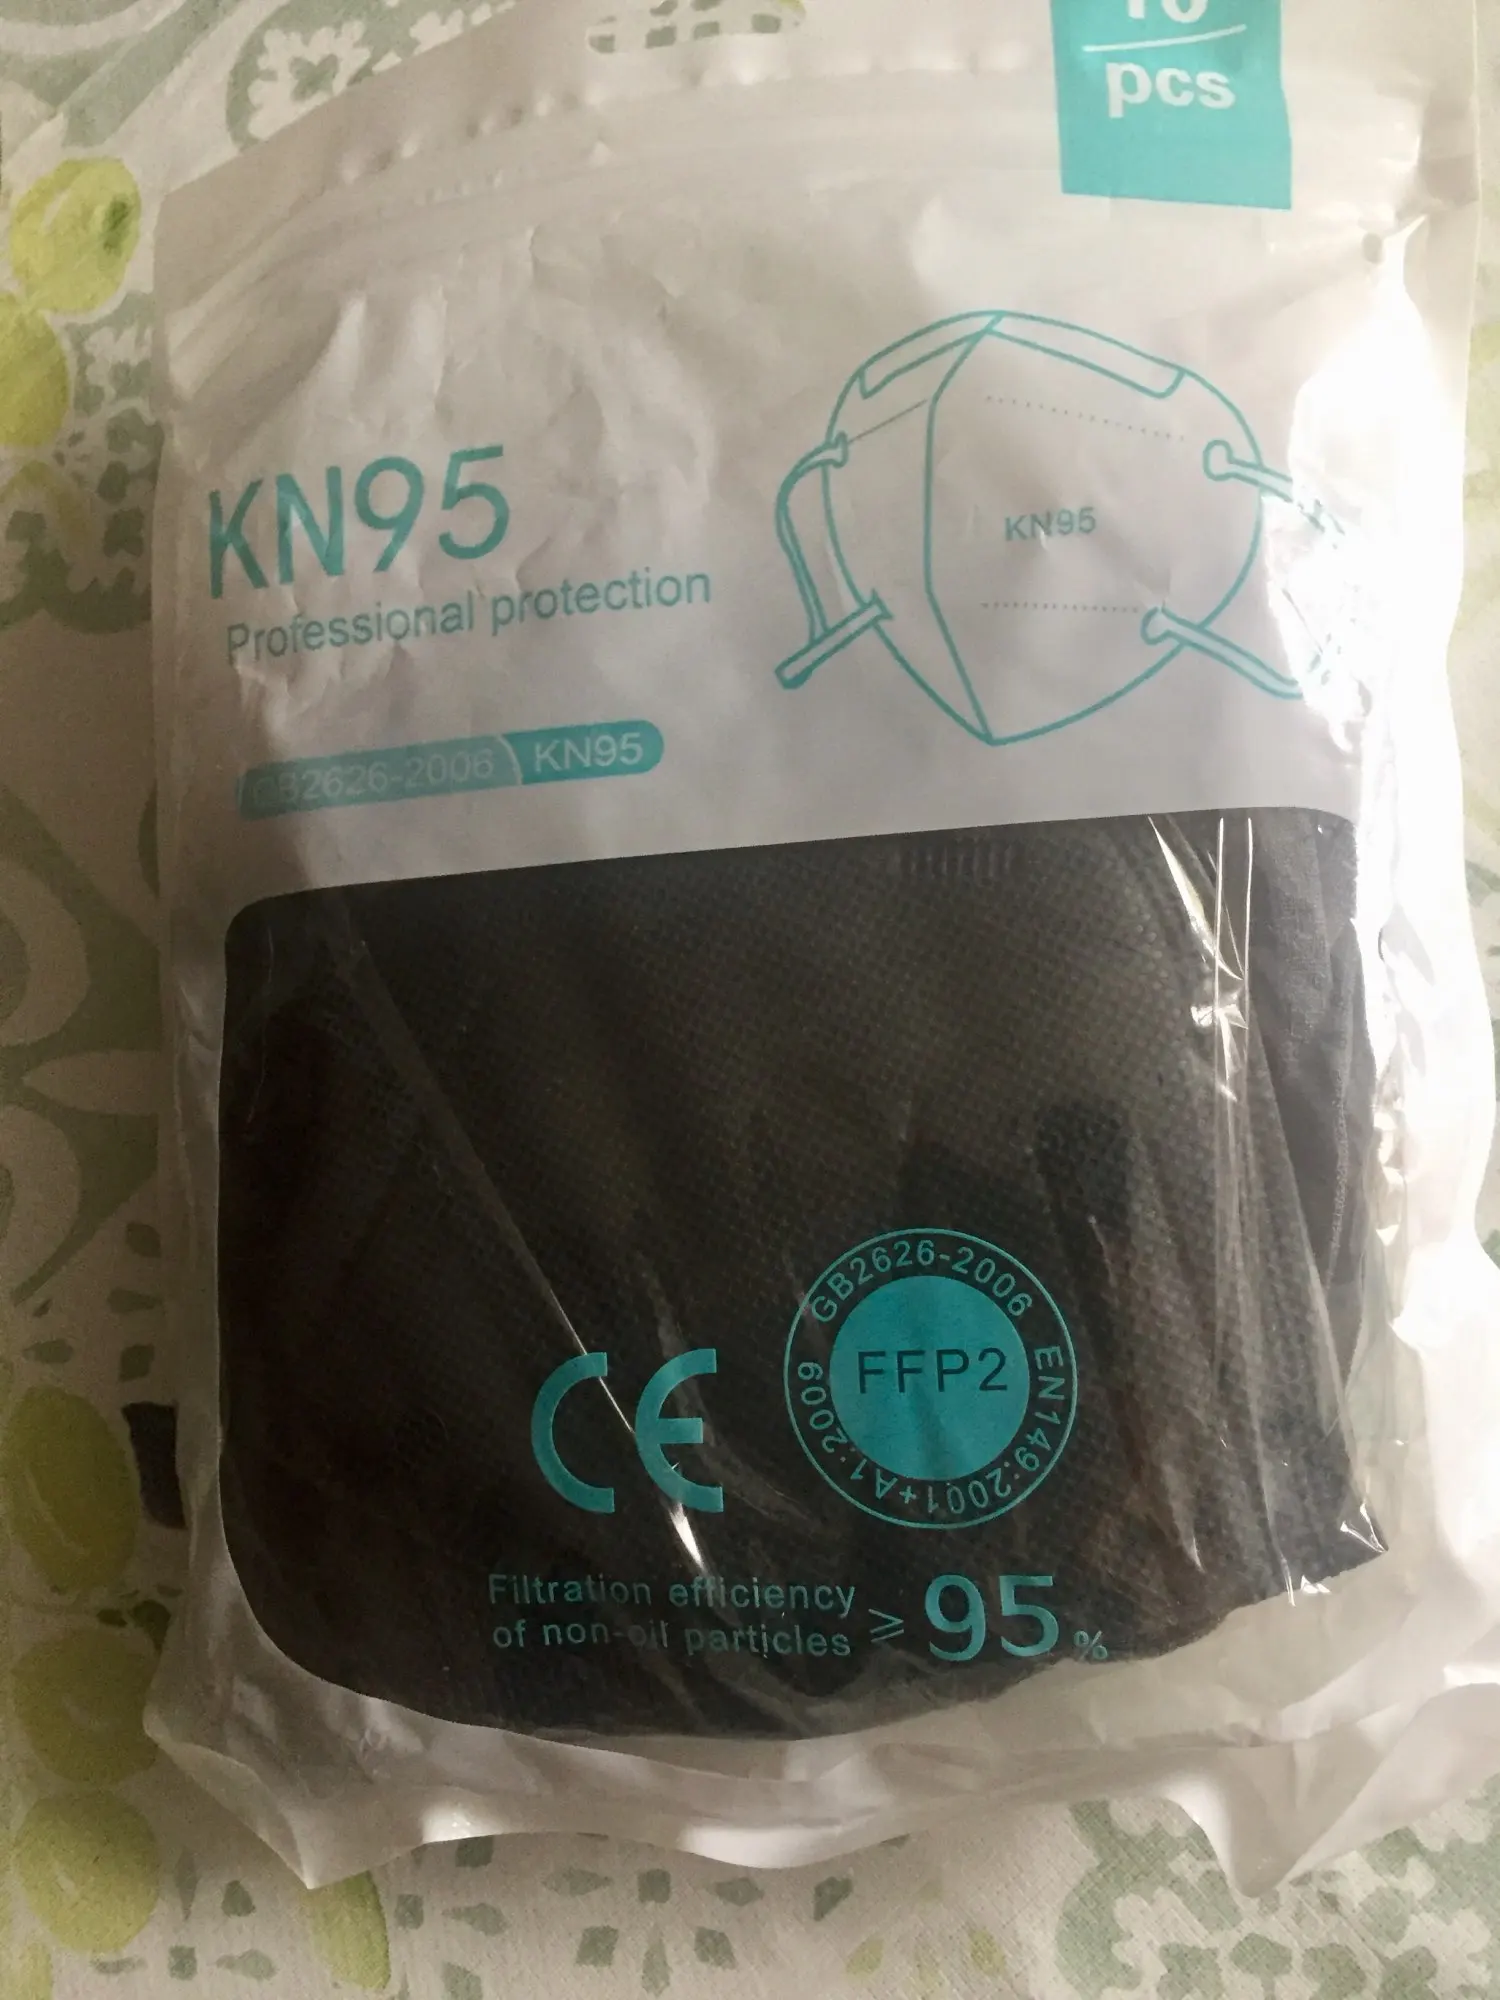 10
pcs
KN95
Professional protection
KN95
GB2626-2006 KN95
CE
GB2626-2006 EN149:2001+A1:2009
FFP2
Filtration efficiency
of non-oil particles ≥ 95%